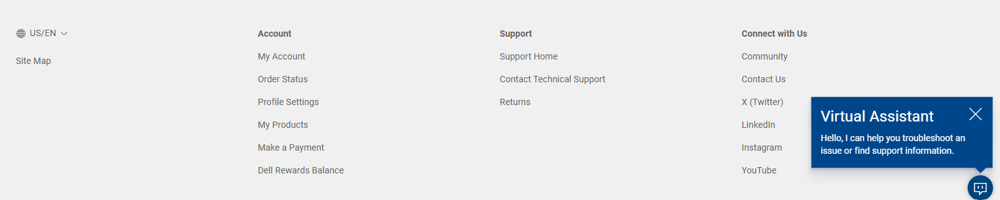 US/EN
Site Map
Account
My Account
Order Status
Profile Settings
My Products
Make a Payment
Dell Rewards Balance
Support
Support Home
Contact Technical Support
Returns
Connect with Us
Community
Contact Us
X (Twitter)
LinkedIn
Instagram
YouTube
Virtual Assistant
Hello, I can help you troubleshoot an
issue or find support information.